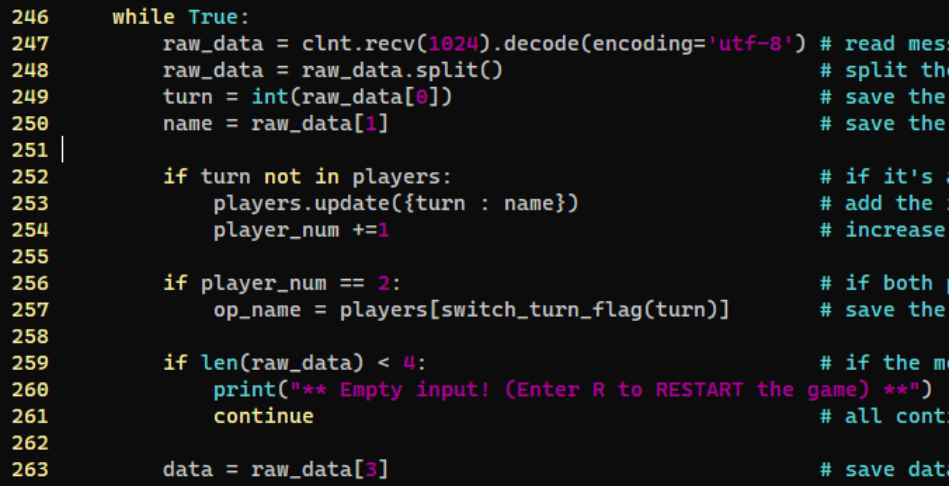 246 while True:
247 raw_data = clnt.recv(1024).decode(encoding='utf-8') # read
248 raw_data = raw_data.split() # split
249 turn = int(raw_data[0]) # save the
250 name = raw_data[1] # save the
251
252 if turn not in players: # if it's
253 players.update({turn : name}) # add the
254 player_num +=1 # increase
255
256 if player_num == 2: # if both
257 op_name = players[switch_turn_flag(turn)] # save the
258
259 if len(raw_data) < 4: # if the
260 print("** Empty input! (Enter R to RESTART the game) **")
261 continue # all
262
263 data = raw_data[3] # save